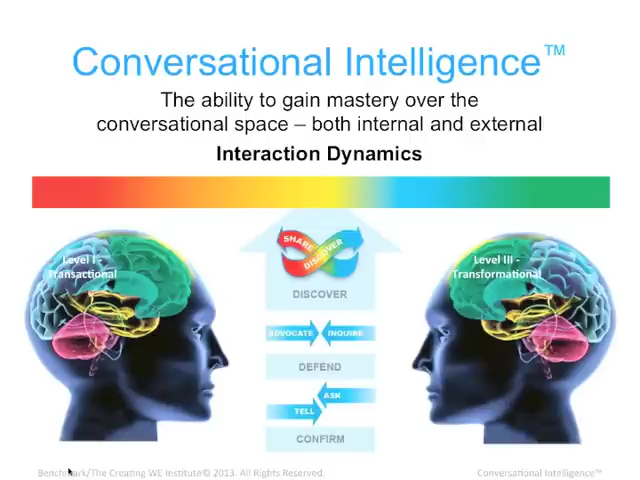 Conversational Intelligence™
The ability to gain mastery over the
conversational space – both internal and external
Interaction Dynamics
Level I -
Transactional
Level III -
Transformational
SHARE
DISCOVER
DISCOVER
ADVOCATE INQUIRE
DEFEND
ASK
TELL
CONFIRM
Benchmark/The Creating WE Institute© 2013. All Rights Reserved.
Conversational Intelligence™